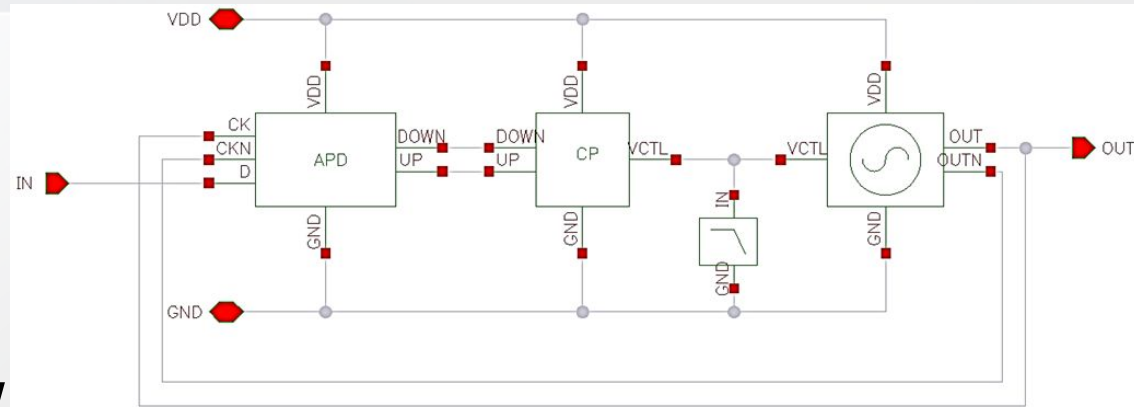 VDD
VDD
VDD
VDD
CK
CKN
D
APD
DOWN
UP
DOWN
UP
CP
VCTL
VCTL
OUT
OUTN
OUT
IN
IN
GND
GND
GND
GND
GND